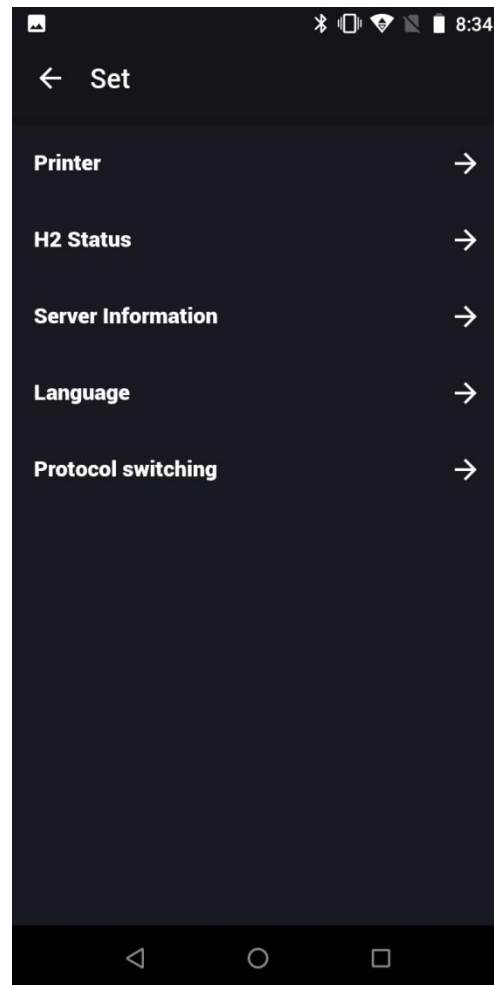 8:34
Set
Printer
H2 Status
Server Information
Language
Protocol switching